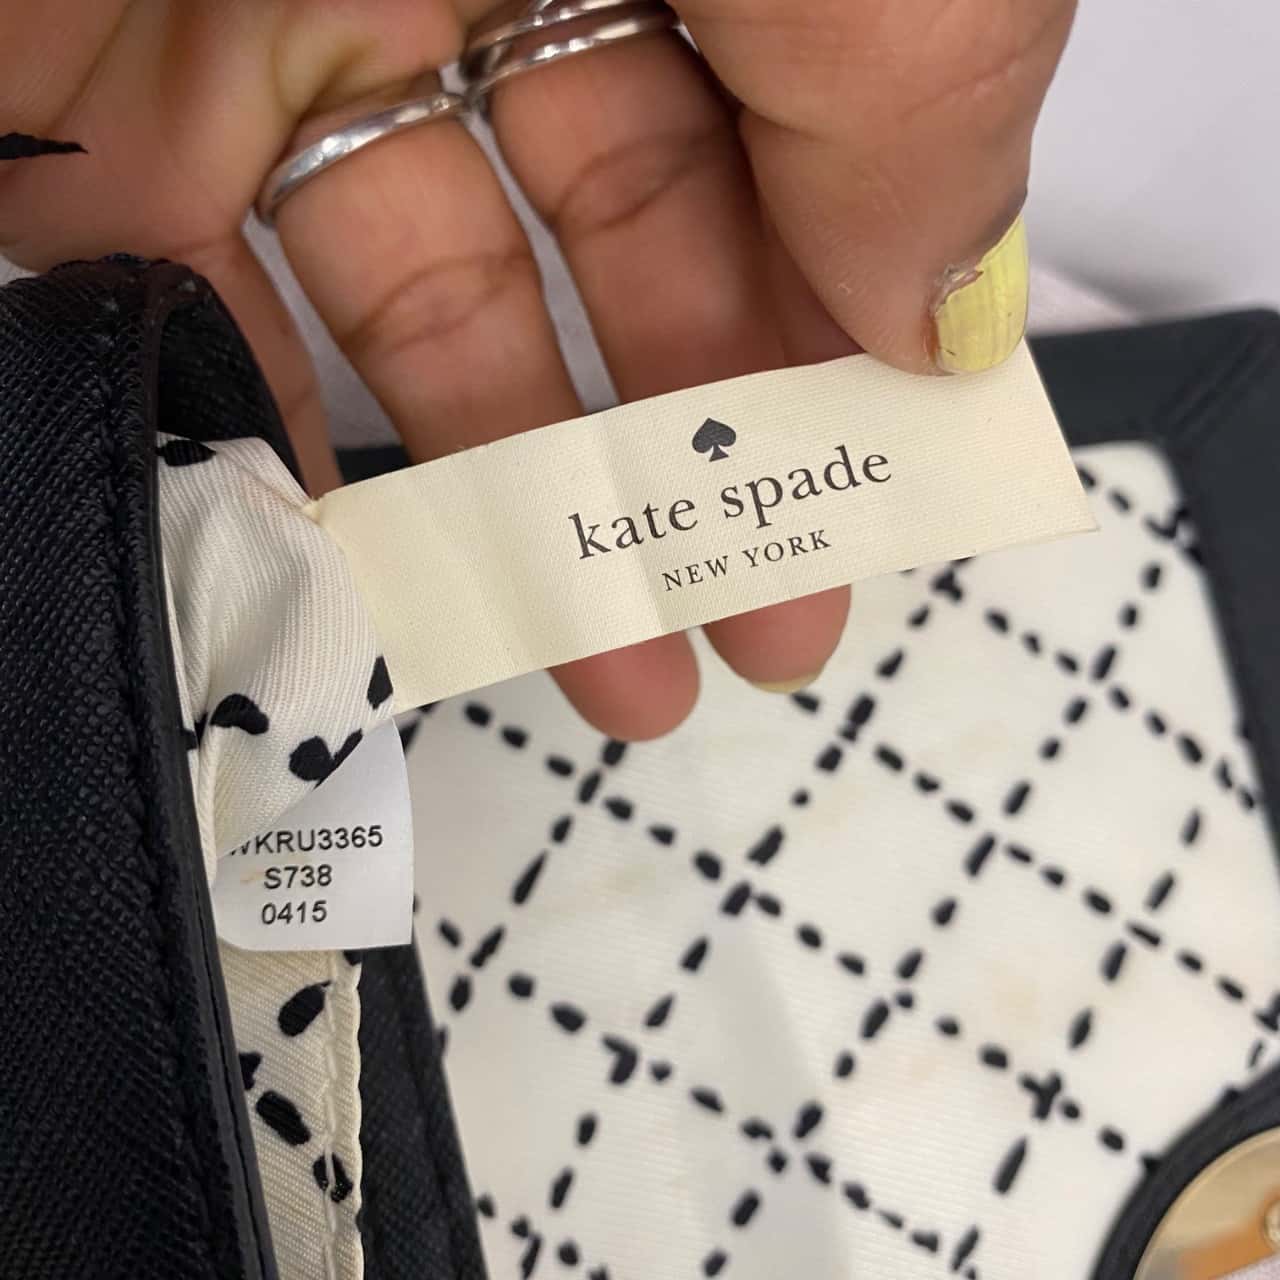 kate spade
NEW YORK
WKRU3365
S738
0415